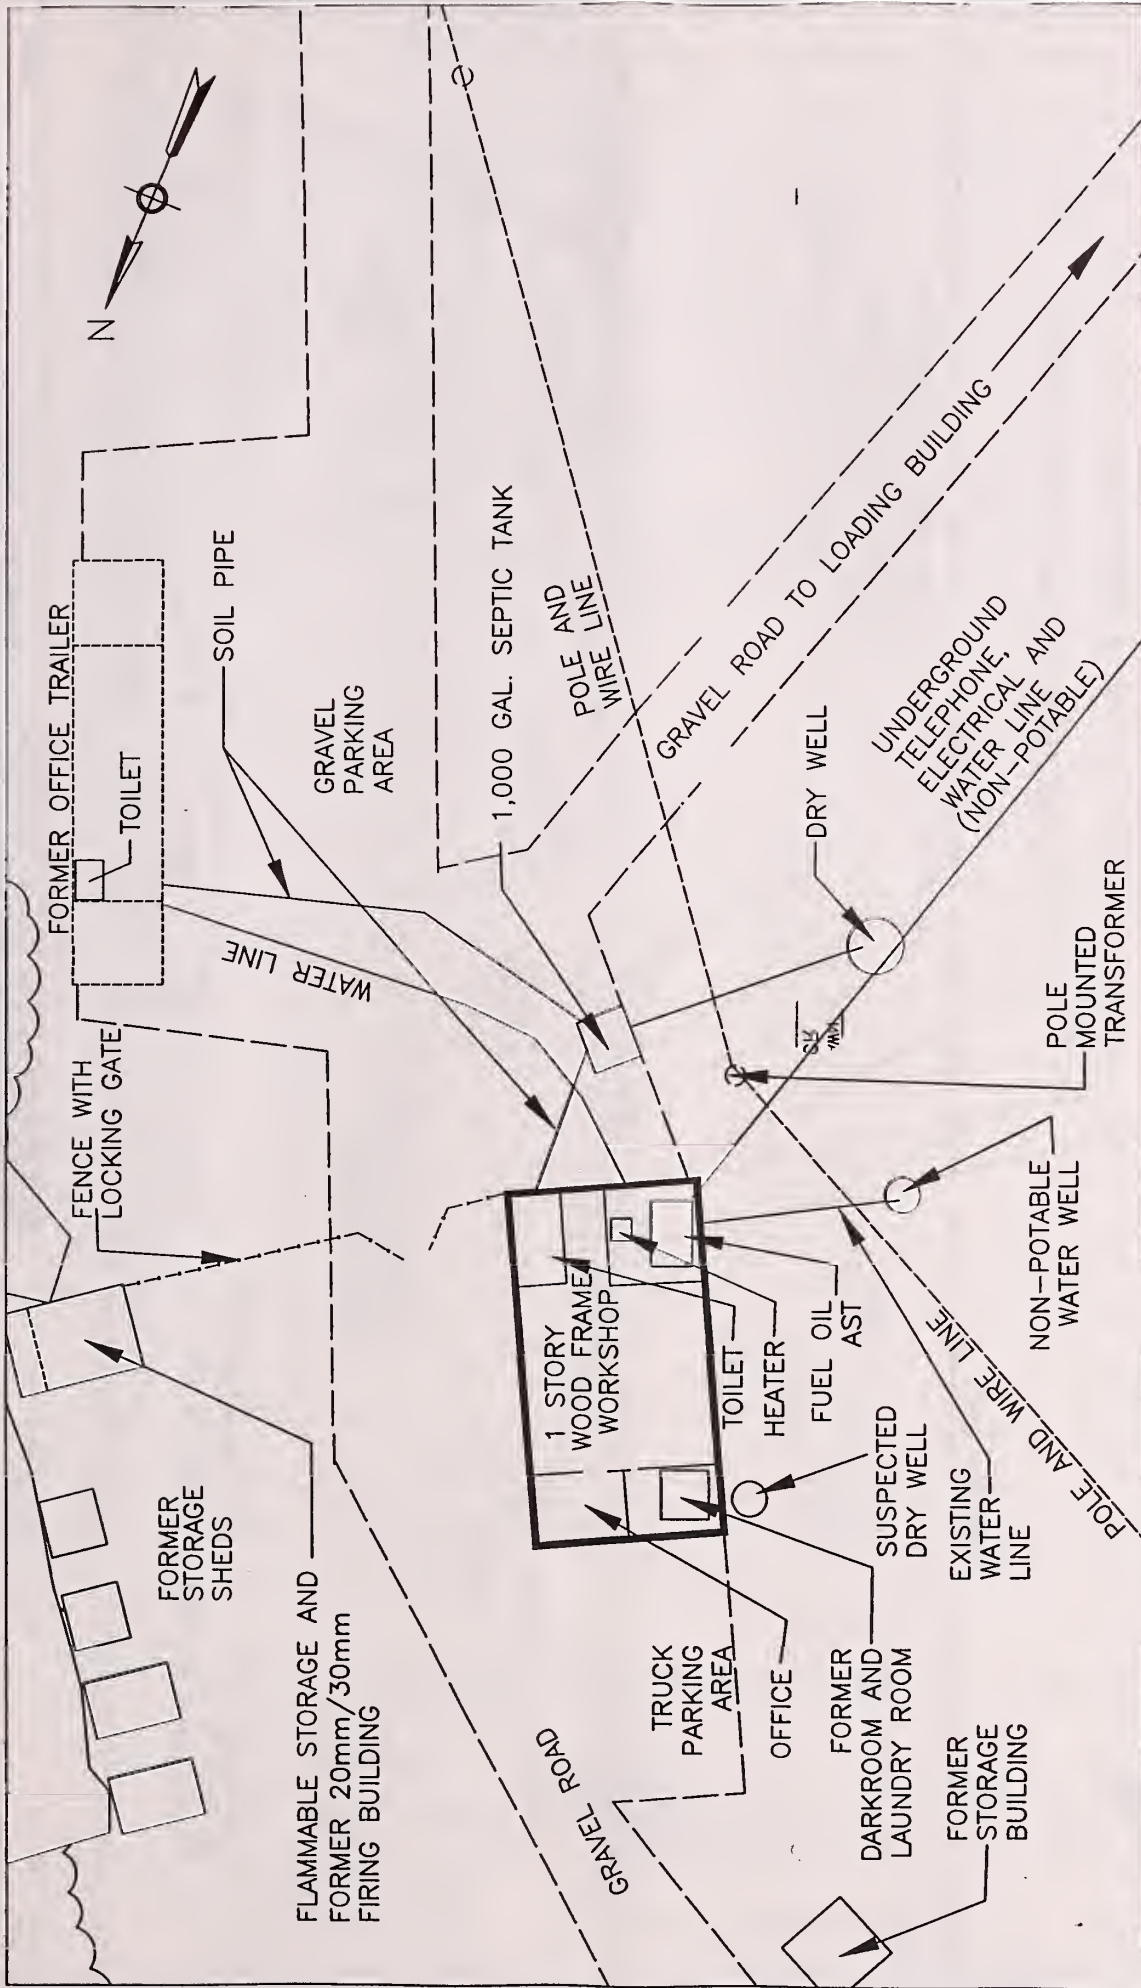 FENCE WITH
LOCKING GATE
FORMER OFFICE TRAILER
TOILET
N
FORMER
STORAGE
SHEDS
SOIL PIPE
WATER LINE
FLAMMABLE STORAGE AND
FORMER 20mm/30mm
FIRING BUILDING
GRAVEL
PARKING
AREA
1,000 GAL. SEPTIC TANK
GRAVEL ROAD
1 STORY
WOOD FRAME
WORKSHOP
POLE AND
WIRE LINE
TRUCK
PARKING
AREA
GRAVEL ROAD TO LOADING BUILDING
OFFICE
TOILET
HEATER
FUEL OIL
AST
DRY WELL
FORMER
DARKROOM AND
LAUNDRY ROOM
SUSPECTED
DRY WELL
UNDERGROUND
TELEPHONE,
ELECTRICAL AND
WATER LINE
(NON-POTABLE)
FORMER
STORAGE
BUILDING
EXISTING
WATER
LINE
POLE AND WIRE LINE
NON-POTABLE
WATER WELL
POLE
MOUNTED
TRANSFORMER